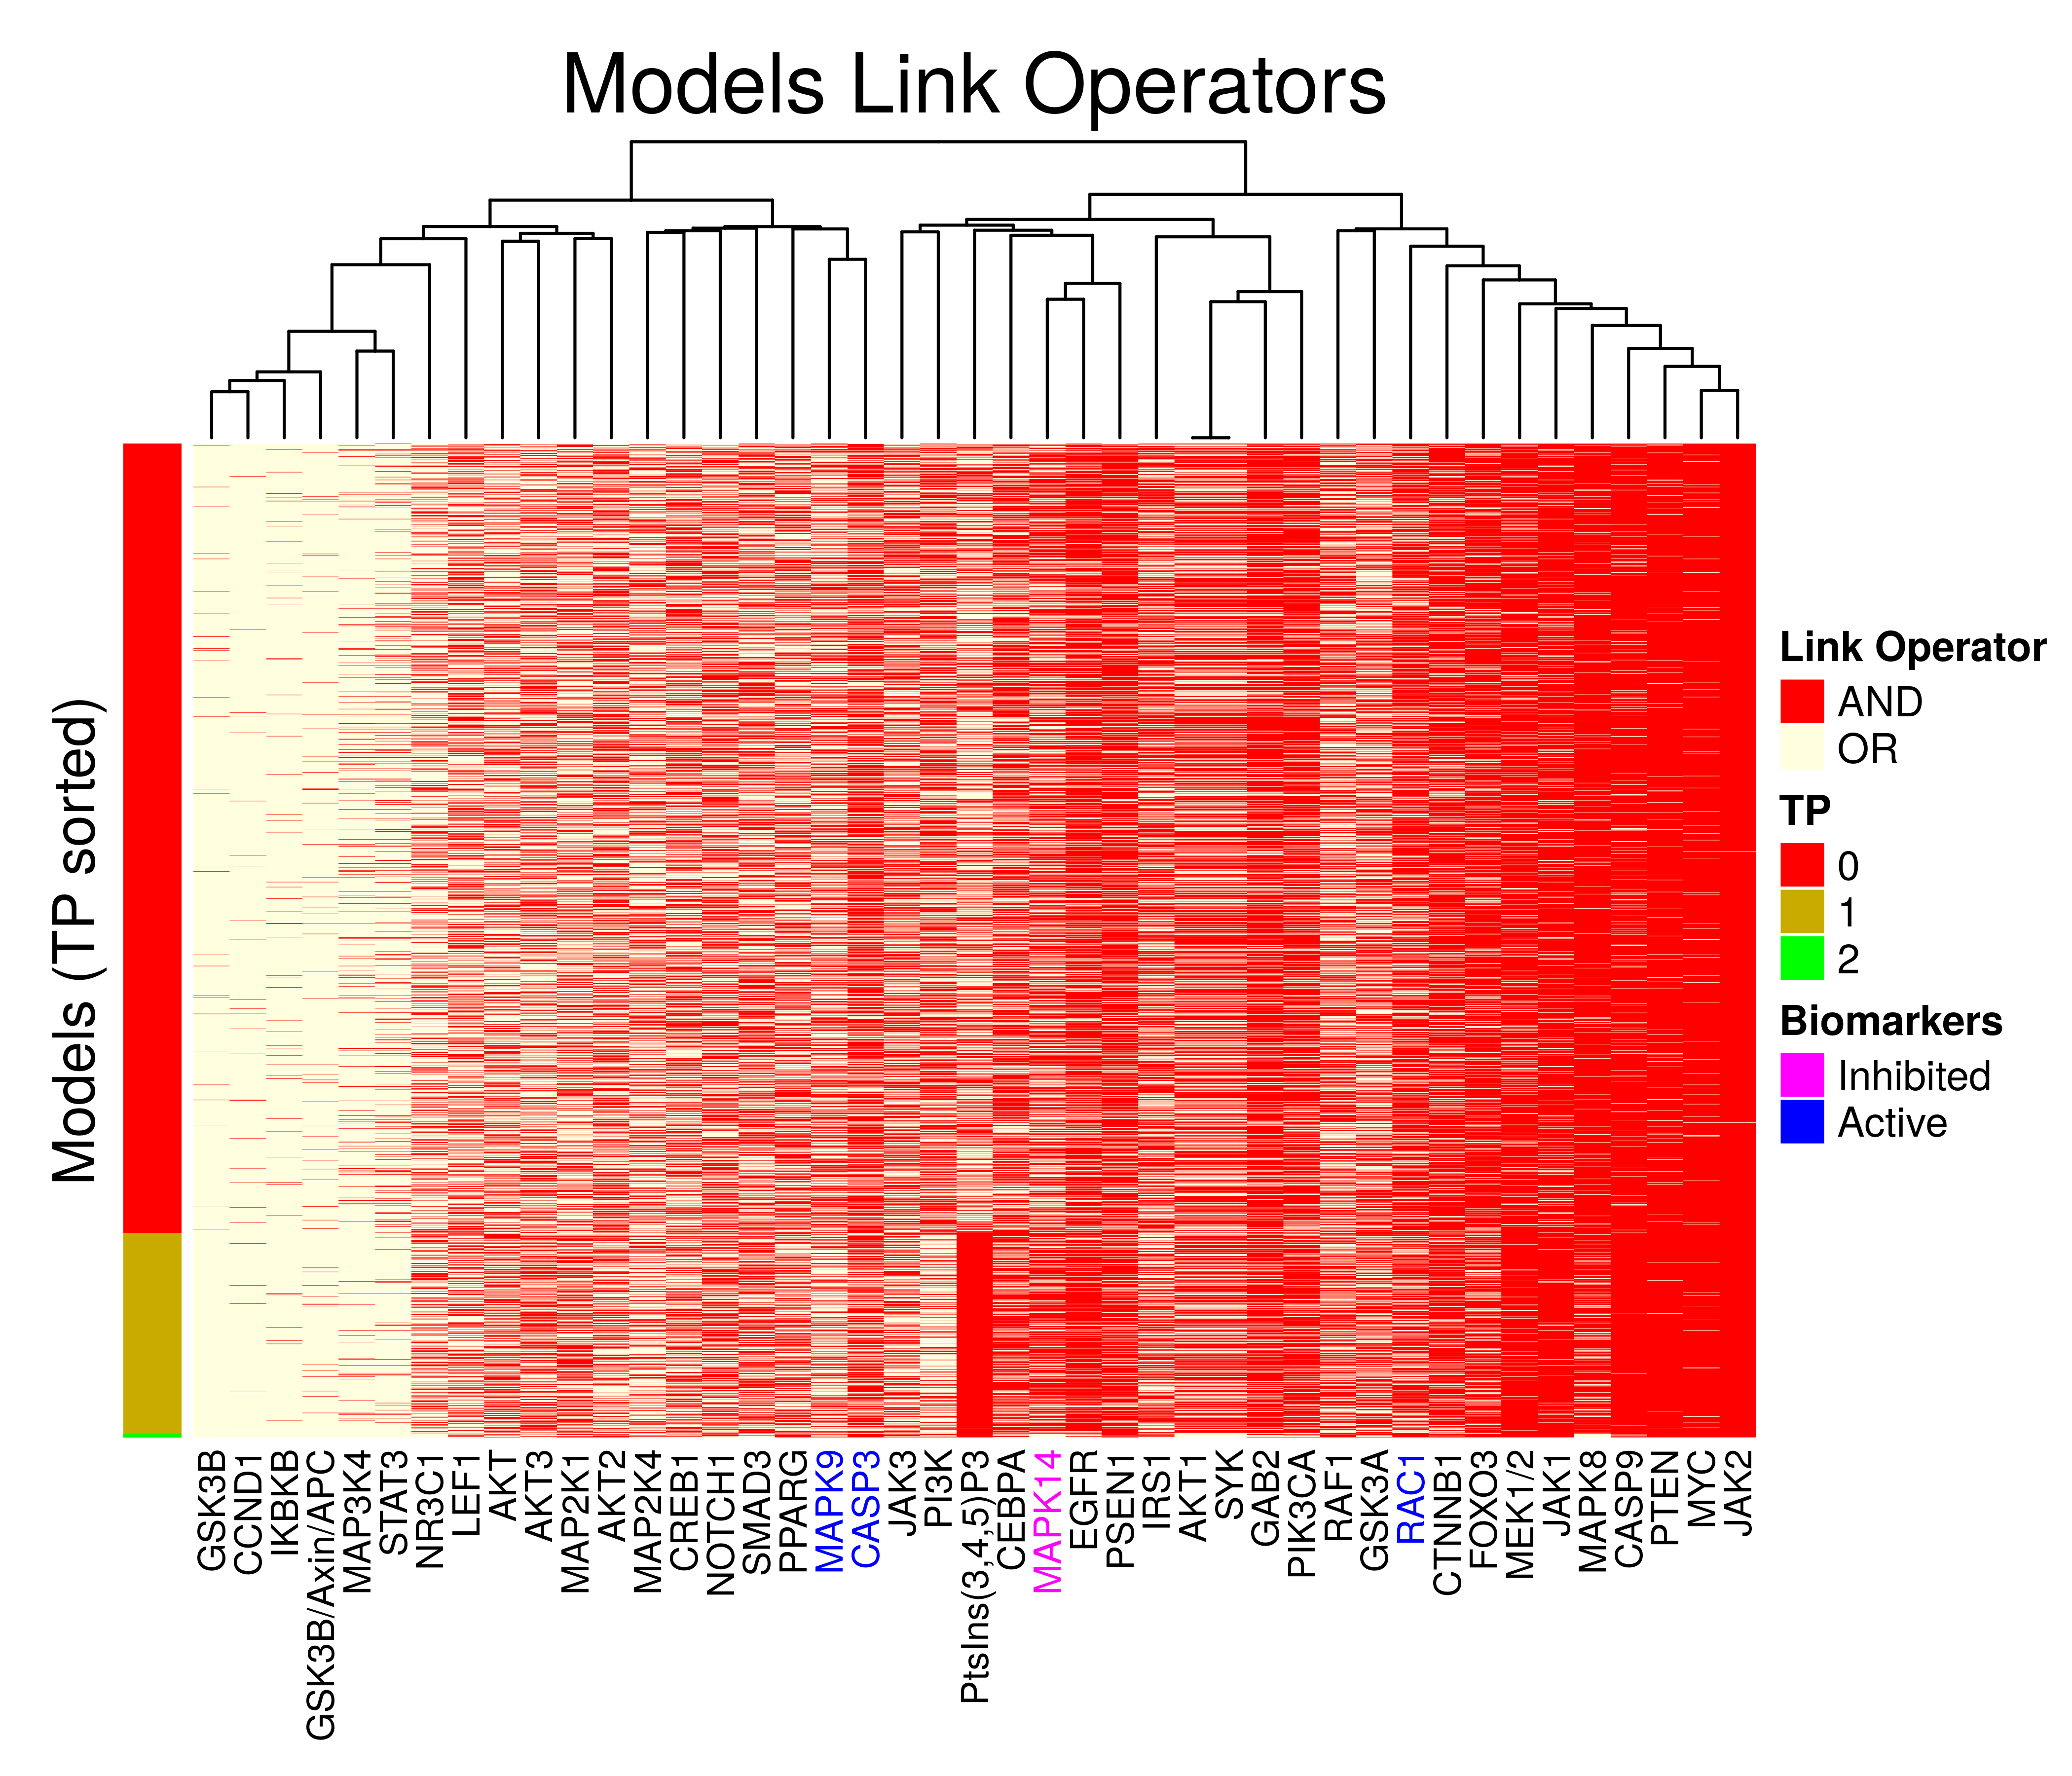 Models Link Operators
Models (TP sorted)
Link Operator
AND
OR
TP
0
1
2
Biomarkers
Inhibited
Active
GSK3B
CCND1
IKBKB
GSK3B/Axin/APC
MAP3K4
STAT3
NR3C1
LEF1
AKT
AKT3
MAP2K1
AKT2
MAP2K4
CREB1
NOTCH1
SMAD3
PPARG
MAPK9
CASP3
JAK3
PI3K
PtsIns(3,4,5)P3
CEBPA
MAPK14
EGFR
PSEN1
IRS1
AKT1
SYK
GAB2
PIK3CA
RAF1
GSK3A
RAC1
CTNNB1
FOXO3
MEK1/2
JAK1
MAPK8
CASP9
PTEN
MYC
JAK2